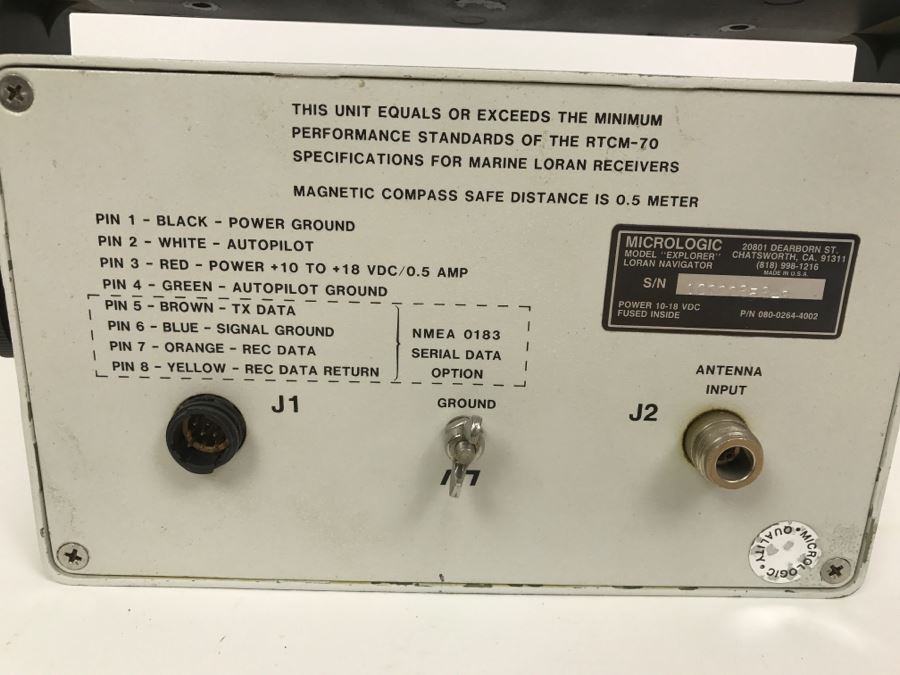 THIS UNIT EQUALS OR EXCEEDS THE MINIMUM
PERFORMANCE STANDARDS OF THE RTCM-70
SPECIFICATIONS FOR MARINE LORAN RECEIVERS
MAGNETIC COMPASS SAFE DISTANCE IS 0.5 METER
PIN 1 - BLACK - POWER GROUND
PIN 2 - WHITE - AUTOPILOT
PIN 3 - RED - POWER +10 TO +18 VDC/0.5 AMP
PIN 4 - GREEN - AUTOPILOT GROUND
PIN 5 - BROWN - TX DATA
PIN 6 - BLUE - SIGNAL GROUND
PIN 7 - ORANGE - REC DATA
PIN 8 - YELLOW - REC DATA RETURN
NMEA 0183
SERIAL DATA
OPTION
MICROLOGIC
MODEL "EXPLORER"
LORAN NAVIGATOR
20801 DEARBORN ST.
CHATSWORTH, CA. 91311
(818) 998-1216
MADE IN U.S.A.
S/N
POWER 10-18 VDC
FUSED INSIDE
P/N 080-0264-4002
J1
GROUND
J2
ANTENNA
INPUT
MICROLOGIC • QUALITY •